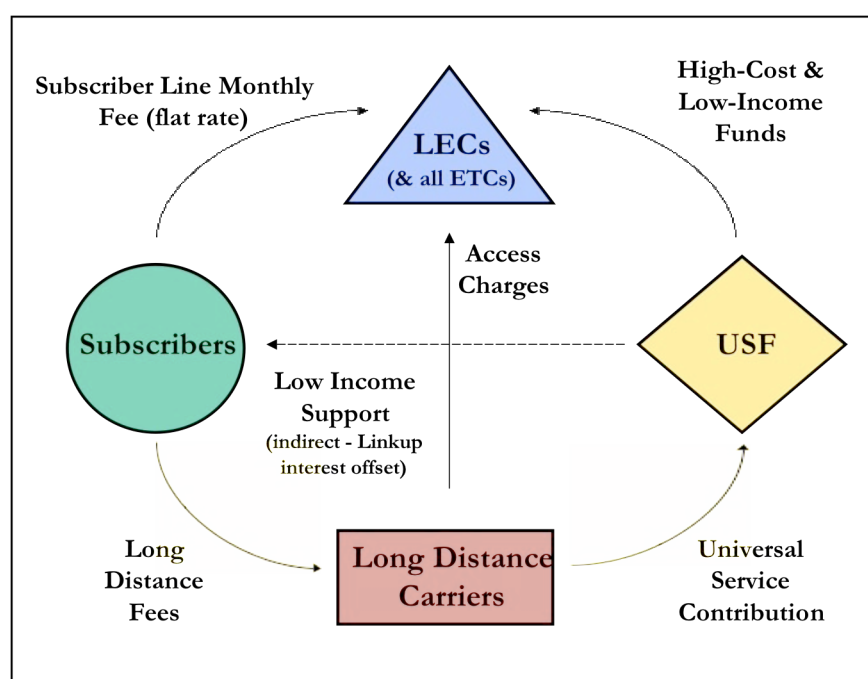 Subscriber Line Monthly
Fee (flat rate)
High-Cost &
Low-Income
Funds
LECs
(& all ETCs)
Access
Charges
Subscribers
USF
Low Income
Support
(indirect - Linkup
interest offset)
Long
Distance
Fees
Long Distance
Carriers
Universal
Service
Contribution